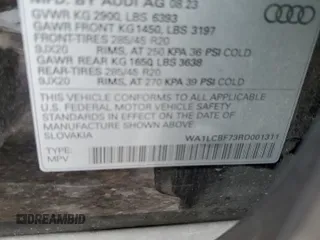 MFD. BY AUDI AG 08.23
GVWR KG 2900, LBS 6393
GAWR FRONT KG1450, LBS 3197
FRONT-TIRES 285/45 R20
9JX20 RIMS, AT 250 KPA 36 PSI COLD
GAWR REAR KG 1650, LBS 3638
REAR-TIRES 285/45 R20
9JX20 RIMS, AT 270 KPA 39 PSI COLD
THIS VEHICLE CONFORMS TO ALL APPLICABLE
U.S. FEDERAL MOTOR VEHICLE SAFETY
STANDARDS IN EFFECT ON THE DATE OF
MANUFACTURE SHOWN ABOVE.
SLOVAKIA WA1LCBF73RD001311
TYPE:
MPV
© DREAMBID